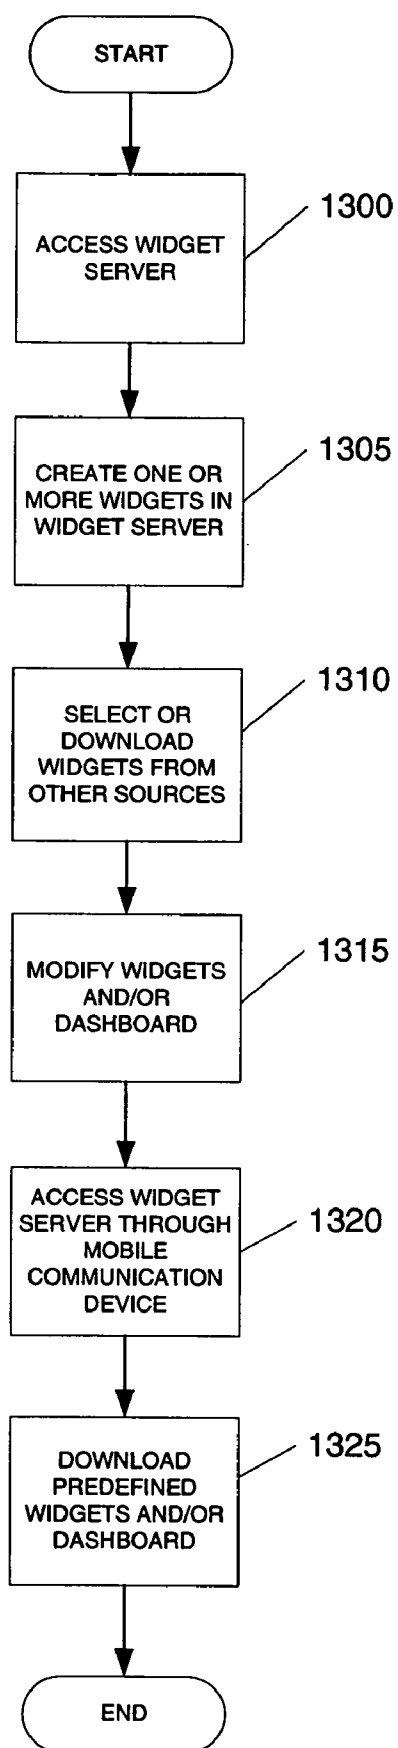 START
1300
ACCESS WIDGET
SERVER
1305
CREATE ONE OR
MORE WIDGETS IN
WIDGET SERVER
1310
SELECT OR
DOWNLOAD
WIDGETS FROM
OTHER SOURCES
1315
MODIFY WIDGETS
AND/OR
DASHBOARD
1320
ACCESS WIDGET
SERVER THROUGH
MOBILE
COMMUNICATION
DEVICE
1325
DOWNLOAD
PREDEFINED
WIDGETS AND/OR
DASHBOARD
END